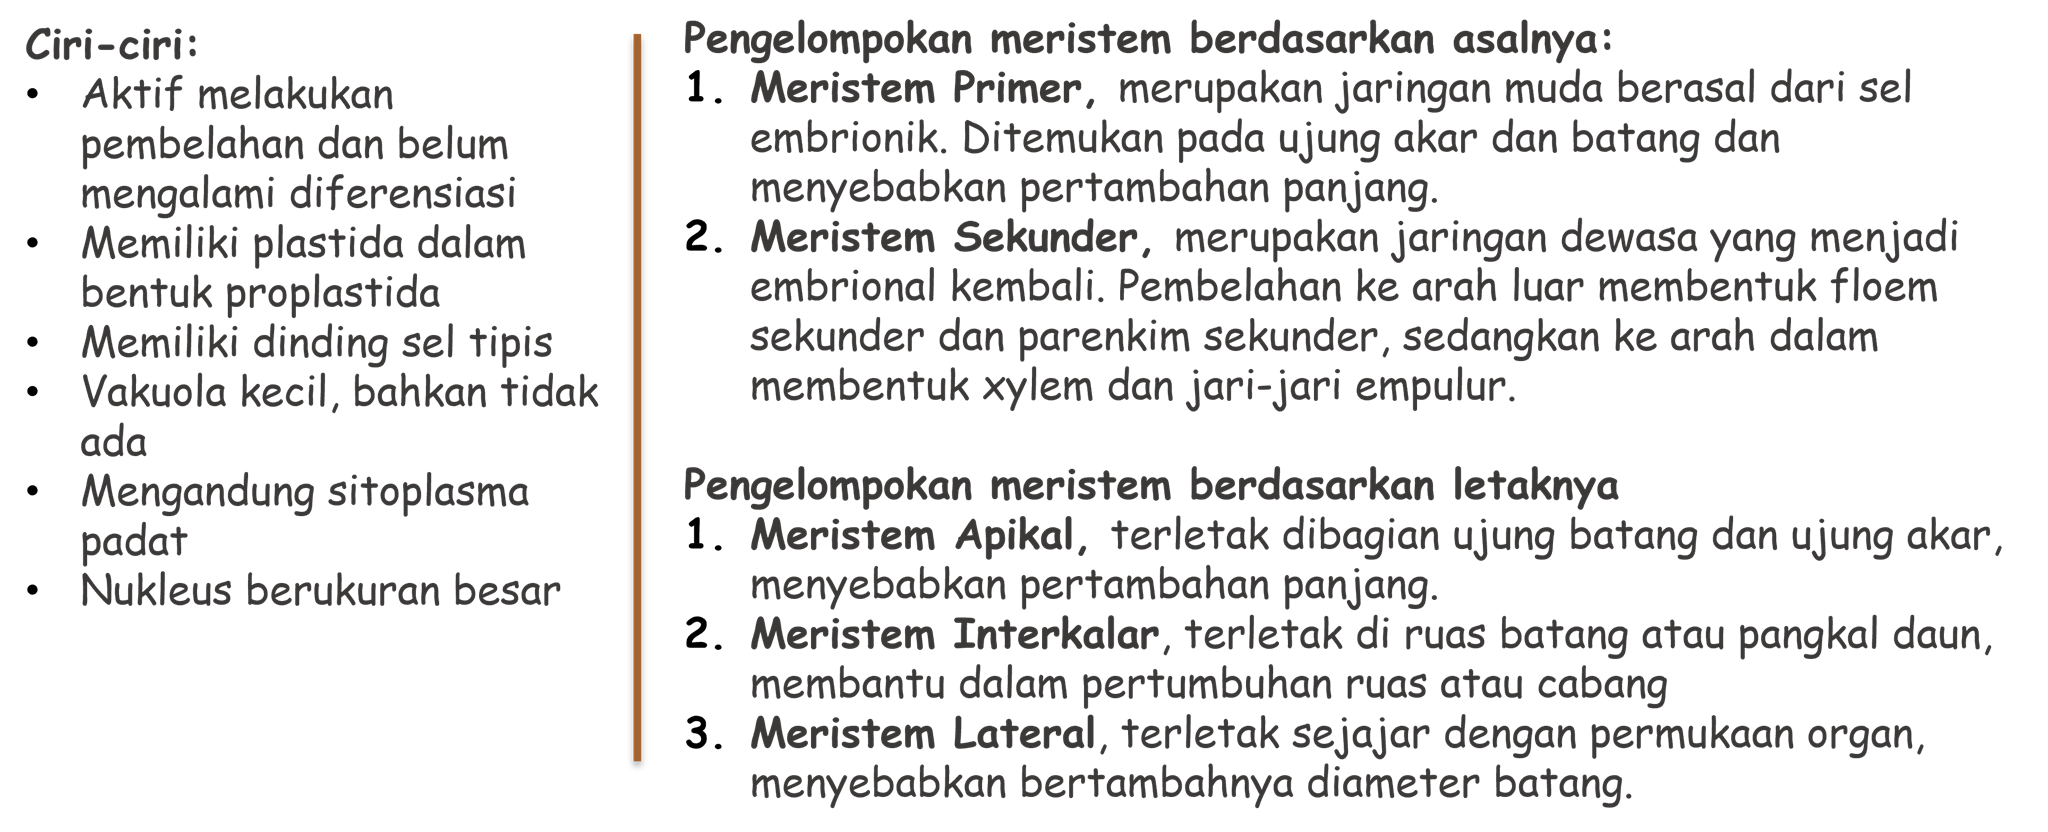 Ciri-ciri:
• Aktif melakukan
pembelahan dan belum
mengalami diferensiasi
• Memiliki plastida dalam
bentuk proplastida
• Memiliki dinding sel tipis
• Vakuola kecil, bahkan tidak
ada
• Mengandung sitoplasma
padat
• Nukleus berukuran besar
Pengelompokan meristem berdasarkan asalnya:
1. Meristem Primer, merupakan jaringan muda berasal dari sel
embrionik. Ditemukan pada ujung akar dan batang dan
menyebabkan pertambahan panjang.
2. Meristem Sekunder, merupakan jaringan dewasa yang menjadi
embrional kembali. Pembelahan ke arah luar membentuk floem
sekunder dan parenkim sekunder, sedangkan ke arah dalam
membentuk xylem dan jari-jari empulur.
Pengelompokan meristem berdasarkan letaknya
1. Meristem Apikal, terletak dibagian ujung batang dan ujung akar,
menyebabkan pertambahan panjang.
2. Meristem Interkalar, terletak di ruas batang atau pangkal daun,
membantu dalam pertumbuhan ruas atau cabang
3. Meristem Lateral, terletak sejajar dengan permukaan organ,
menyebabkan bertambahnya diameter batang.